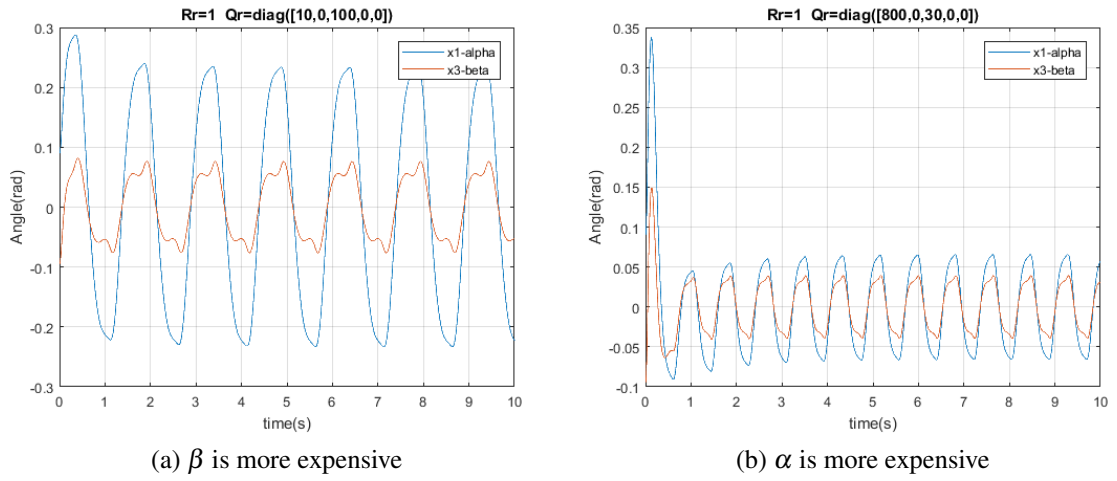 Rr=1 Qr=diag([10,0,100,0,0])
0.3
0.2
0.1
0
-0.1
-0.2
-0.3
Angle(rad)
x1-alpha
x3-beta
0 1 2 3 4 5 6 7 8 9 10
time(s)
(a) β is more expensive
Rr=1 Qr=diag([800,0,30,0,0])
0.35
0.3
0.25
0.2
0.15
0.1
0.05
0
-0.05
-0.1
Angle(rad)
x1-alpha
x3-beta
0 1 2 3 4 5 6 7 8 9 10
time(s)
(b) α is more expensive